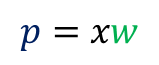 p = xw